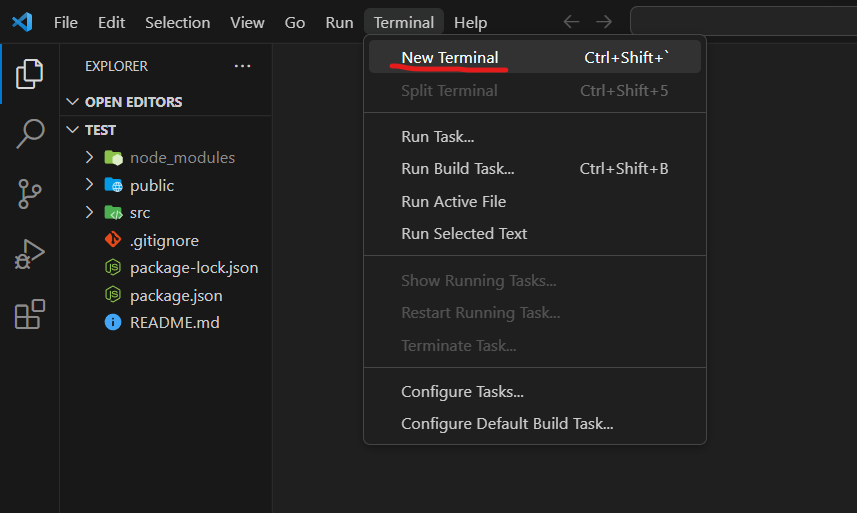 File Edit Selection View Go Run Terminal Help
EXPLORER ...
OPEN EDITORS
TEST
node_modules
public
src
.gitignore
package-lock.json
package.json
README.md
New Terminal Ctrl+Shift+`
Split Terminal Ctrl+Shift+5
Run Task...
Run Build Task... Ctrl+Shift+B
Run Active File
Run Selected Text
Show Running Tasks...
Restart Running Task...
Terminate Task...
Configure Tasks...
Configure Default Build Task...